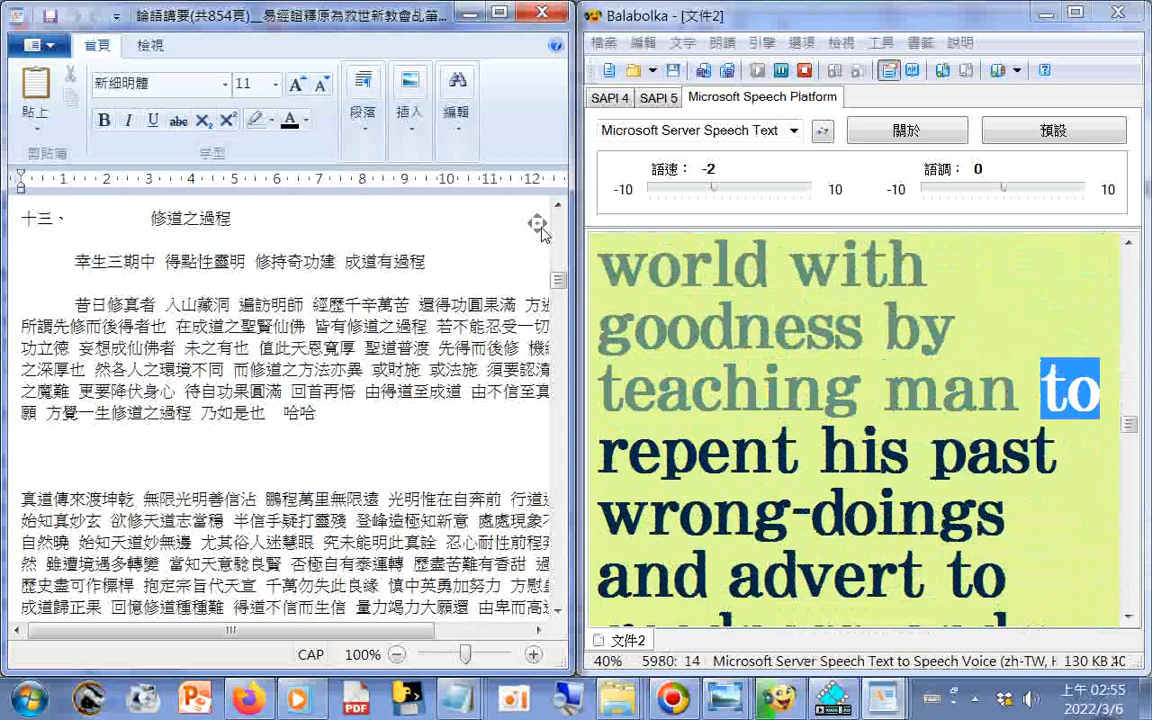 論語講要(共854頁)__易經證釋原為救世新教會乩筆...
首頁
檢視
新細明體
11
貼上
剪貼簿
B I U abc X₂ X² A
字型
段落
插入
編輯
1 2 3 4 5 6 7 8 9 10 11 12
十三、 修道之過程
幸生三期中 得點性靈明 修持奇功建 成道有過程
昔日修真者 入山藏洞 遍訪明師 經歷千辛萬苦 還得功圓果滿 方
所謂先修而後得者也 在成道之聖賢仙佛 皆有修道之過程 若不能忍受一切
功立德 妄想成仙佛者 未之有也 值此天恩寬厚 聖道普渡 先得而後修 機
之深厚也 然各人之環境不同 而修道之方法亦異 或財施 或法施 須要認清
之魔難 更要降伏身心 待自功果圓滿 回首再悟 由得道至成道 由不信至真
願 方覺一生修道之過程 乃如是也 哈哈
真道傳來渡坤乾 無限光明善信沾 鵬程萬里無限遠 光明惟在自奔前 行道
始知真妙玄 欲修天道志當穩 半信半疑打靈殘 登峰造極知新意 處處現象
自然曉 始知天道妙無邊 尤其俗人迷慧眼 究未能明此真詮 忍心耐性前程
然 雖遭境遇多轉變 當知天意験良賢 否極自有泰運轉 歷盡苦難有香甜
歷史盡可作標桿 抱定宗旨代天宣 千萬勿失此良緣 慎中英勇加努力 方慰
成道歸正果 回憶修道種種難 得道不信而生信 量力竭力大願還 由卑而高
CAP 100%
Balabolka - [文件2]
檔案 編輯 文字 朗讀 引擎 選項 檢視 工具 書籤 說明
SAPI 4 SAPI 5 Microsoft Speech Platform
Microsoft Server Speech Text
關於
預設
語速： -2
語調： 0
-10 10 -10 10
world with
goodness by
teaching man to
repent his past
wrong-doings
and advert to
文件2
40% 5980: 14 Microsoft Server Speech Text to Speech Voice (zh-TW, H 130 KB
上午 02:55
2022/3/6